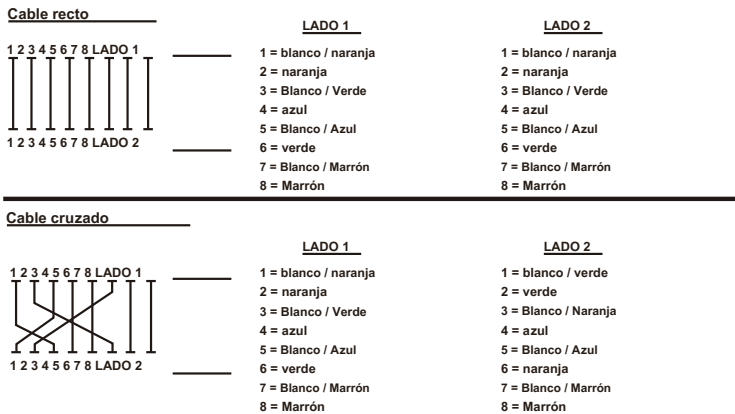 Cable recto
1 2 3 4 5 6 7 8 LADO 1
1 2 3 4 5 6 7 8 LADO 2
LADO 1
1 = blanco / naranja
2 = naranja
3 = Blanco / Verde
4 = azul
5 = Blanco / Azul
6 = verde
7 = Blanco / Marrón
8 = Marrón
LADO 2
1 = blanco / naranja
2 = naranja
3 = Blanco / Verde
4 = azul
5 = Blanco / Azul
6 = verde
7 = Blanco / Marrón
8 = Marrón
Cable cruzado
1 2 3 4 5 6 7 8 LADO 1
1 2 3 4 5 6 7 8 LADO 2
LADO 1
1 = blanco / naranja
2 = naranja
3 = Blanco / Verde
4 = azul
5 = Blanco / Azul
6 = verde
7 = Blanco / Marrón
8 = Marrón
LADO 2
1 = blanco / verde
2 = verde
3 = Blanco / Naranja
4 = azul
5 = Blanco / Azul
6 = naranja
7 = Blanco / Marrón
8 = Marrón